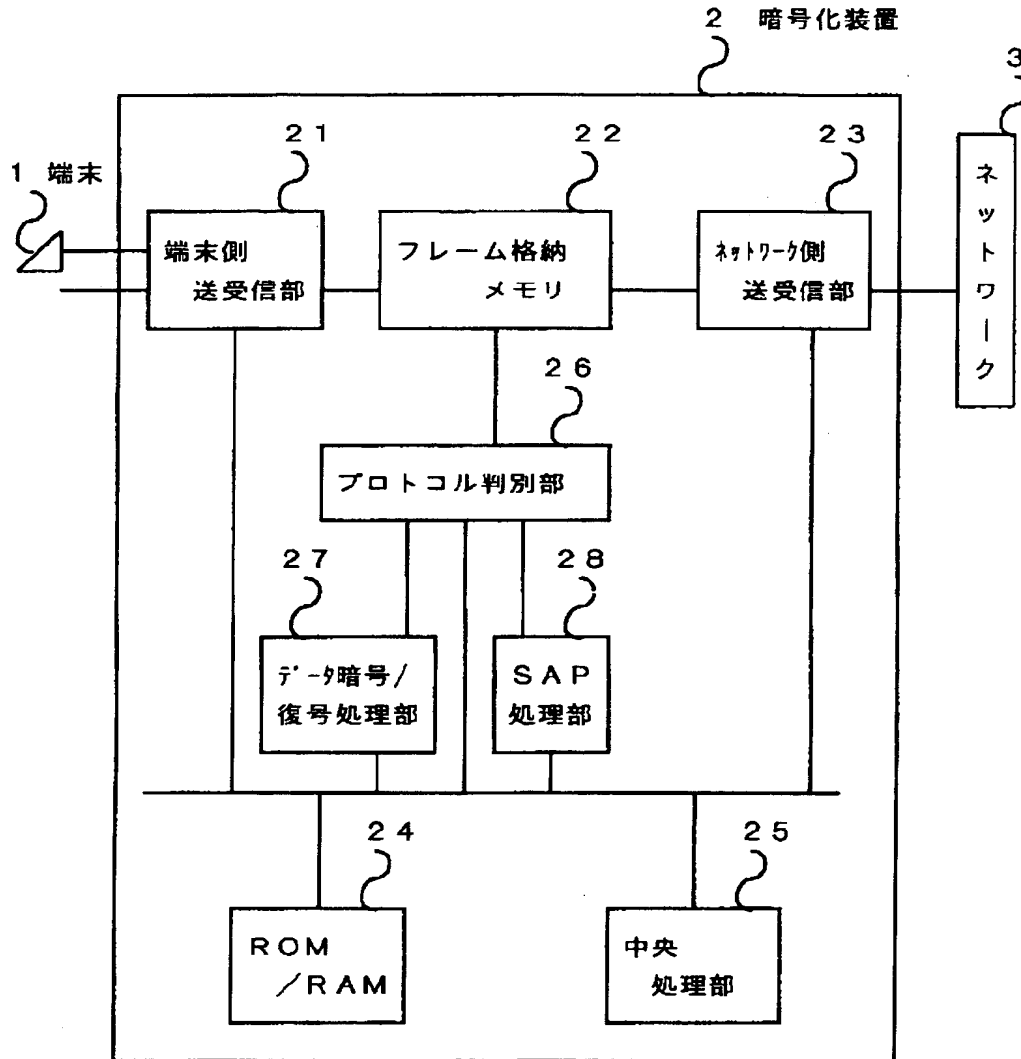 ２ 暗号化装置
３
２１
２２
２３
１ 端末
端末側
送受信部
フレーム格納
メモリ
ネットワーク側
送受信部
ネットワーク
２６
プロトコル判別部
２７
２８
データ暗号/
復号処理部
ＳＡＰ
処理部
２４
２５
ＲＯＭ
／ＲＡＭ
中央
処理部